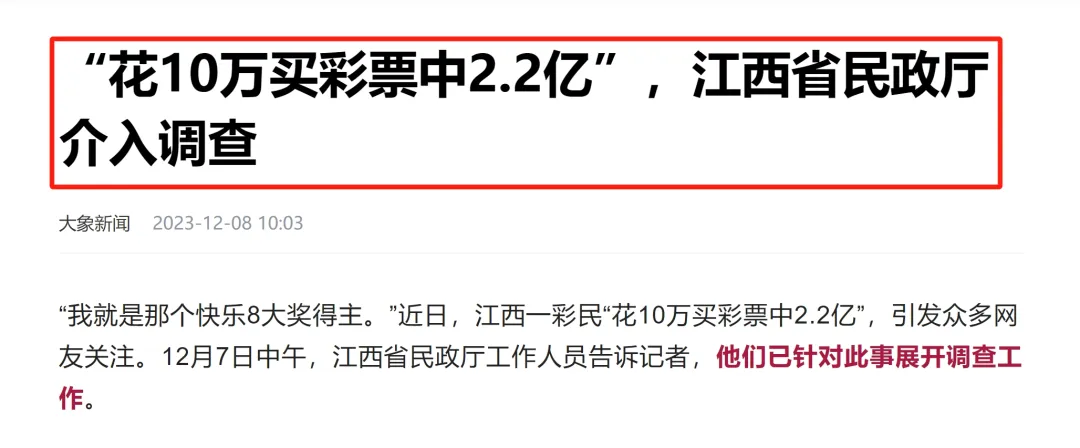 “花10万买彩票中2.2亿”，江西省民政厅
介入调查
大象新闻 2023-12-08 10:03
“我就是那个快乐8大奖得主。”近日，江西一彩民“花10万买彩票中2.2亿”，引发众多网
友关注。12月7日中午，江西省民政厅工作人员告诉记者，他们已针对此事展开调查工
作。